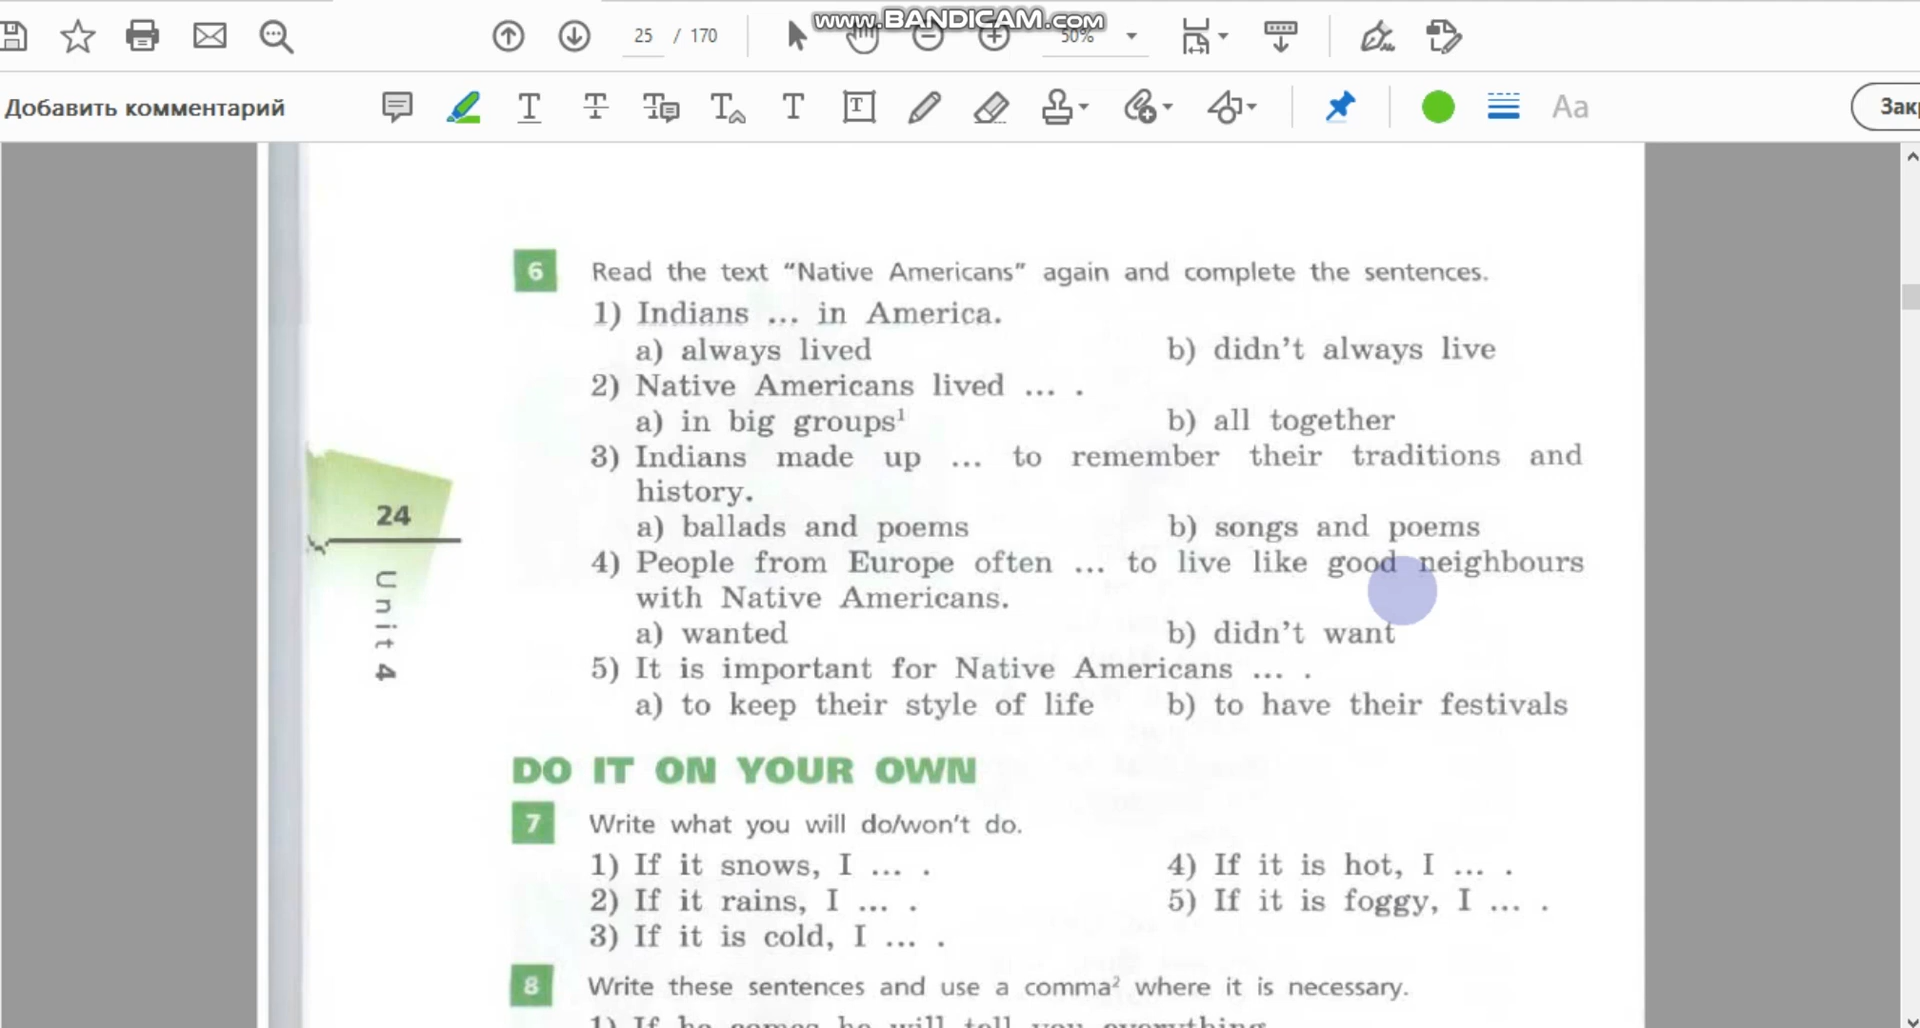 www.BANDICAM.com
25 / 170
50%
Добавить комментарий
Aa
6 Read the text “Native Americans” again and complete the sentences.
1) Indians ... in America.
a) always lived b) didn’t always live
2) Native Americans lived ... .
a) in big groups¹ b) all together
3) Indians made up ... to remember their traditions and
history.
a) ballads and poems b) songs and poems
4) People from Europe often ... to live like good neighbours
with Native Americans.
a) wanted b) didn’t want
5) It is important for Native Americans ... .
a) to keep their style of life b) to have their festivals
24
Unit 4
DO IT ON YOUR OWN
7 Write what you will do/won’t do.
1) If it snows, I ... . 4) If it is hot, I ... .
2) If it rains, I ... . 5) If it is foggy, I ... .
3) If it is cold, I ... .
8 Write these sentences and use a comma² where it is necessary.
1) If he comes he will tell you everything.